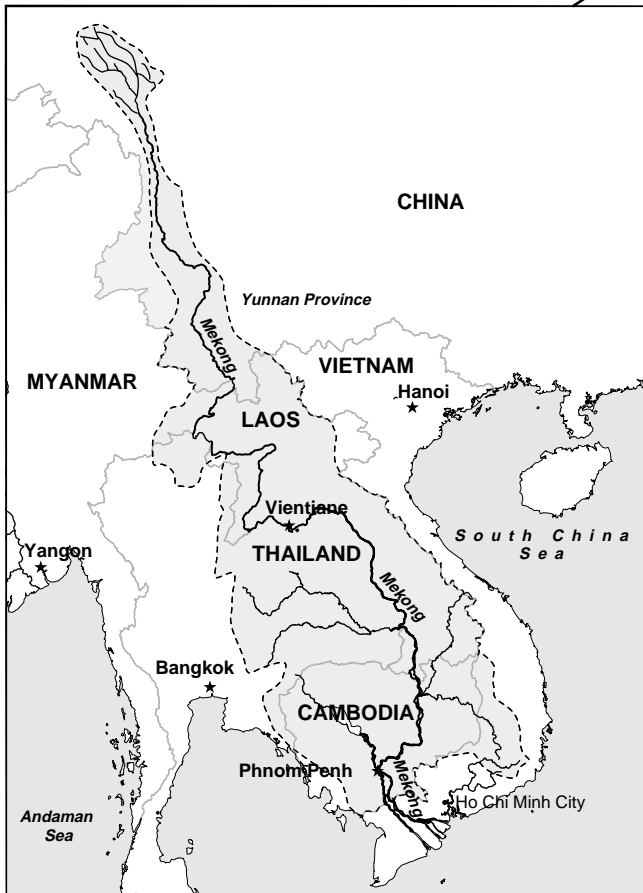 CHINA
Yunnan Province
Mekong
VIETNAM
MYANMAR
Hanoi
LAOS
Vientiane
South China
Sea
Yangon
THAILAND
Mekong
Bangkok
CAMBODIA
Phnom Penh
Mekong
Ho Chi Minh City
Andaman
Sea